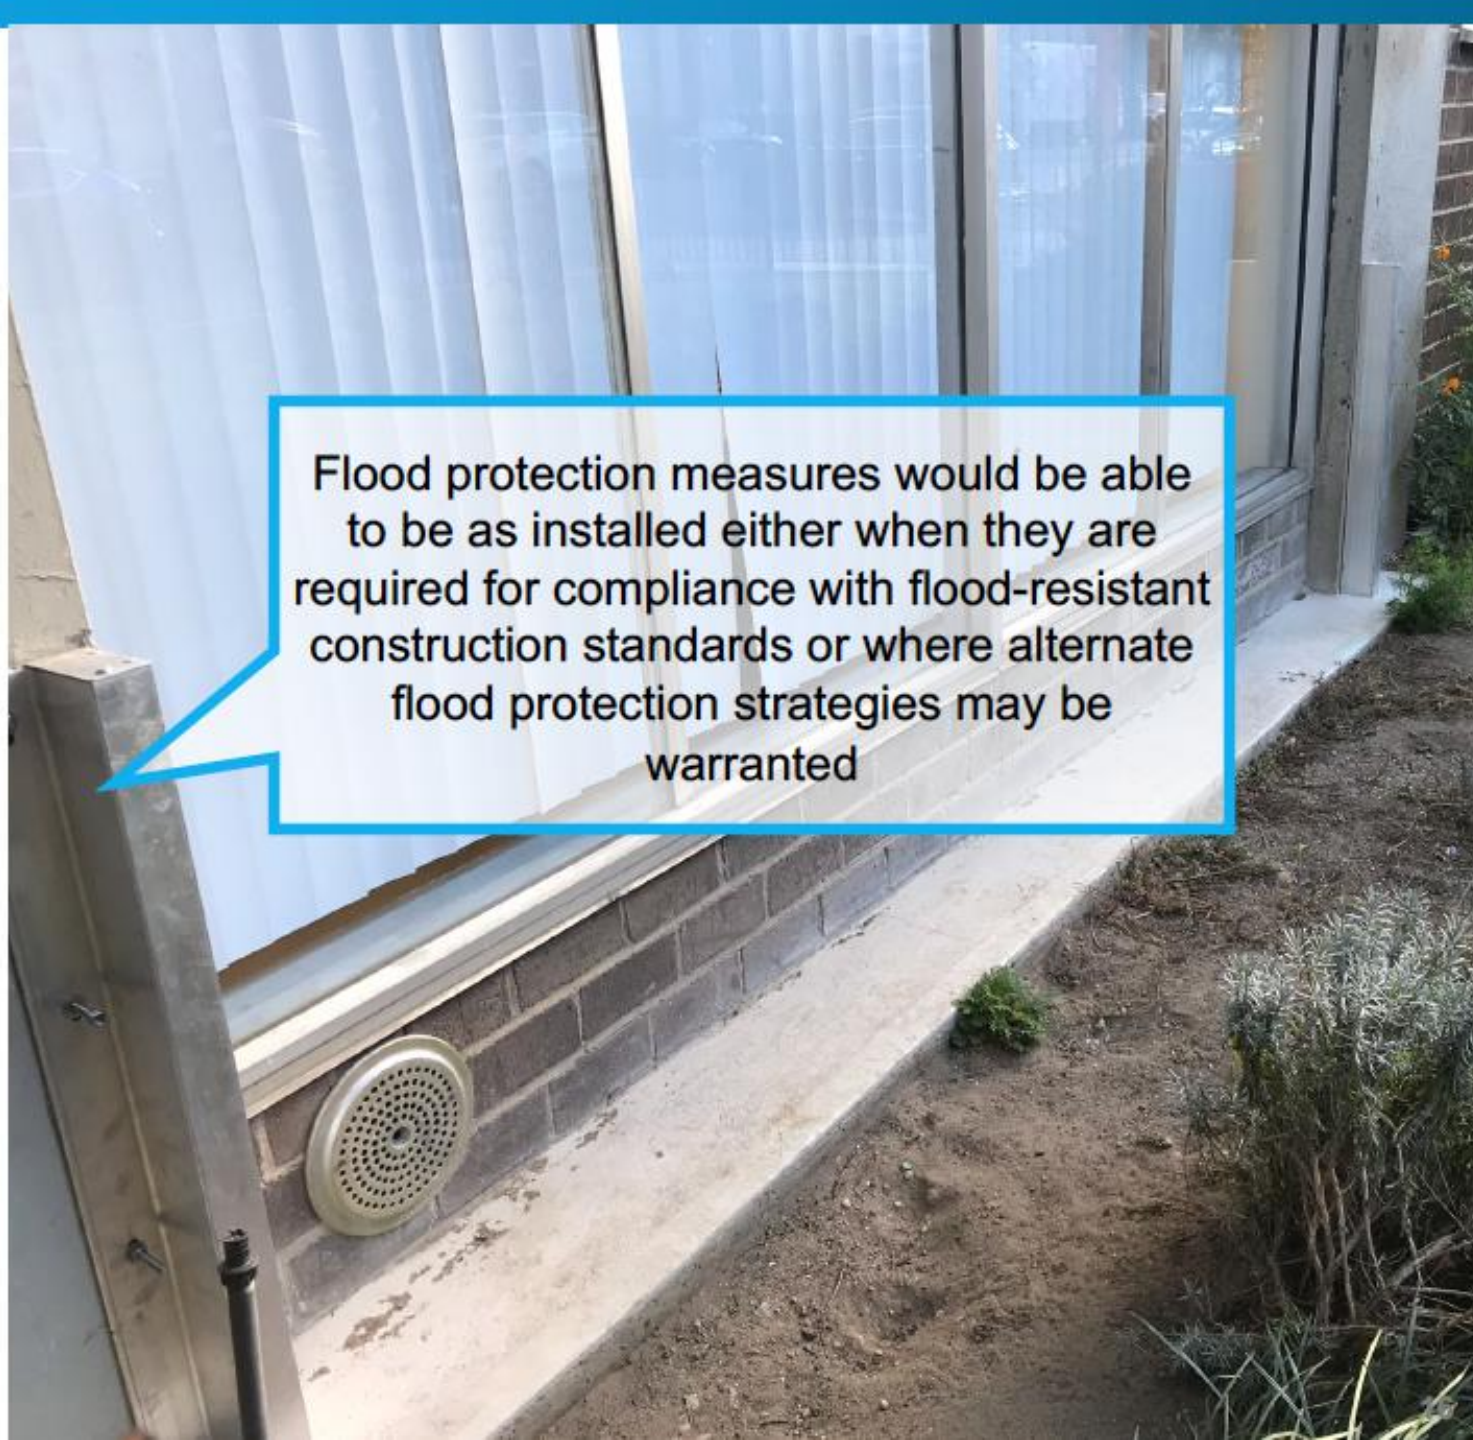 Flood protection measures would be able
to be as installed either when they are
required for compliance with flood-resistant
construction standards or where alternate
flood protection strategies may be
warranted